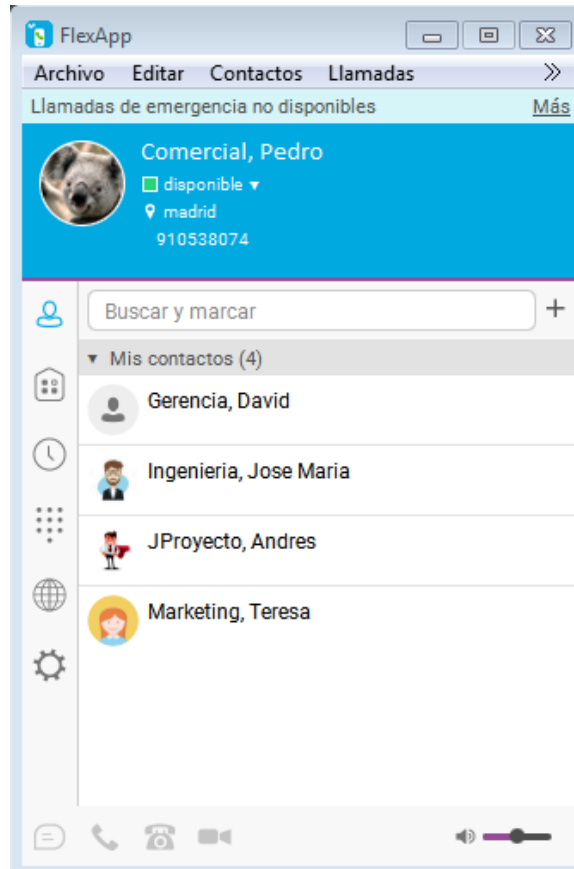 FlexApp
Archivo Editar Contactos Llamadas
Llamadas de emergencia no disponibles Más
Comercial, Pedro
disponible
madrid
910538074
Buscar y marcar
Mis contactos (4)
Gerencia, David
Ingenieria, Jose Maria
JProyecto, Andres
Marketing, Teresa